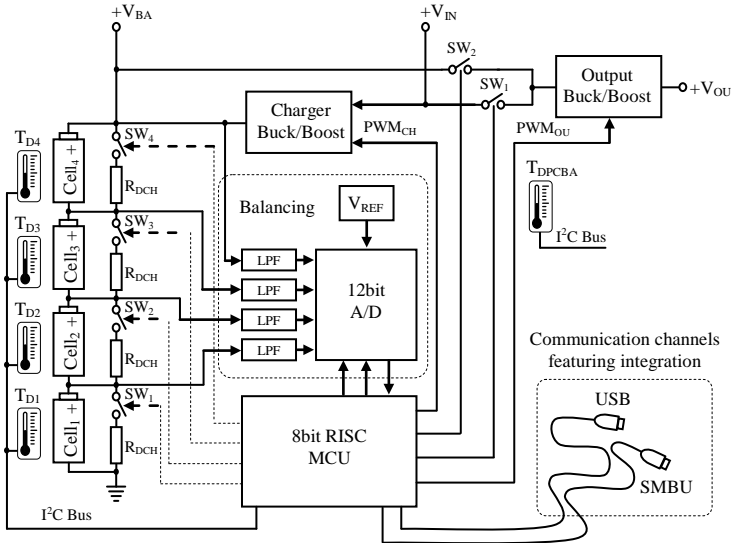 +V_BA
+V_IN
SW_2
SW_1
Output
Buck/Boost
+V_OU
Charger
Buck/Boost
PWM_CH
PWM_OU
T_D4
Cell_4 +
SW_4
R_DCH
T_DPCBA
I²C Bus
Balancing
V_REF
T_D3
Cell_3 +
SW_3
R_DCH
LPF
LPF
LPF
LPF
12bit
A/D
T_D2
Cell_2 +
SW_2
R_DCH
Communication channels
featuring integration
T_D1
Cell_1 +
SW_1
R_DCH
8bit RISC
MCU
USB
SMBU
I²C Bus